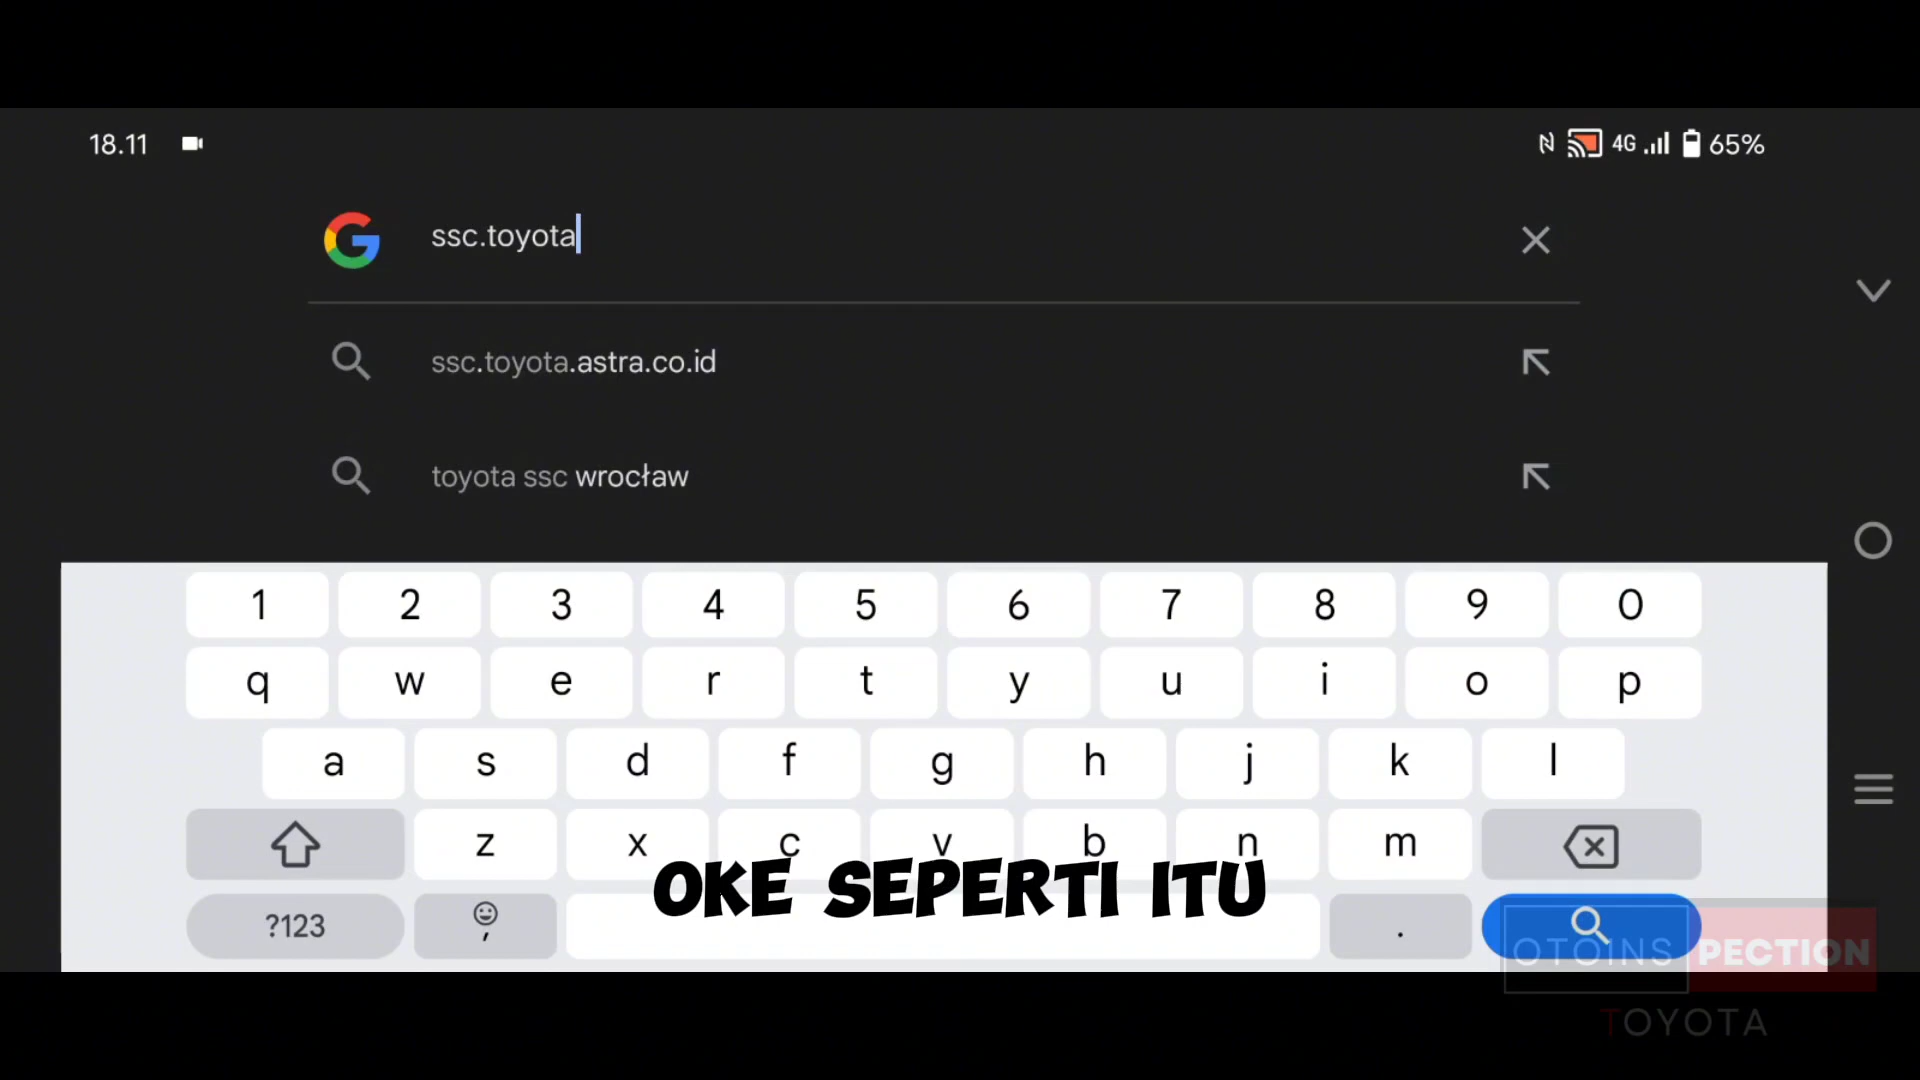 18.11
4G 65%
ssc.toyota
ssc.toyota.astra.co.id
toyota ssc wrocław
1 2 3 4 5 6 7 8 9 0
q w e r t y u i o p
a s d f g h j k l
z x c v b n m
OKE SEPERTI ITU
?123 , .
OTOINSPECTION
TOYOTA